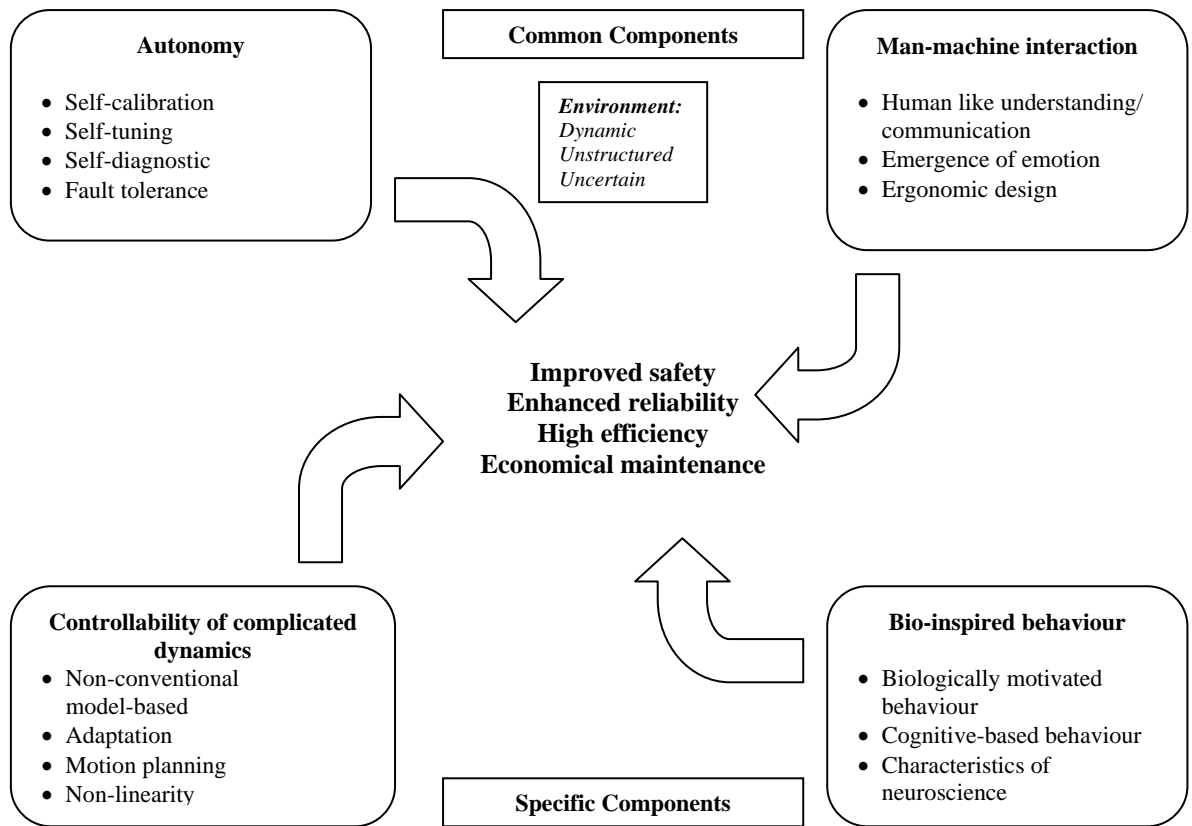 Autonomy
• Self-calibration
• Self-tuning
• Self-diagnostic
• Fault tolerance
Common Components
Environment:
Dynamic
Unstructured
Uncertain
Man-machine interaction
• Human like understanding/
communication
• Emergence of emotion
• Ergonomic design
Improved safety
Enhanced reliability
High efficiency
Economical maintenance
Controllability of complicated
dynamics
• Non-conventional
model-based
• Adaptation
• Motion planning
• Non-linearity
Specific Components
Bio-inspired behaviour
• Biologically motivated
behaviour
• Cognitive-based behaviour
• Characteristics of
neuroscience